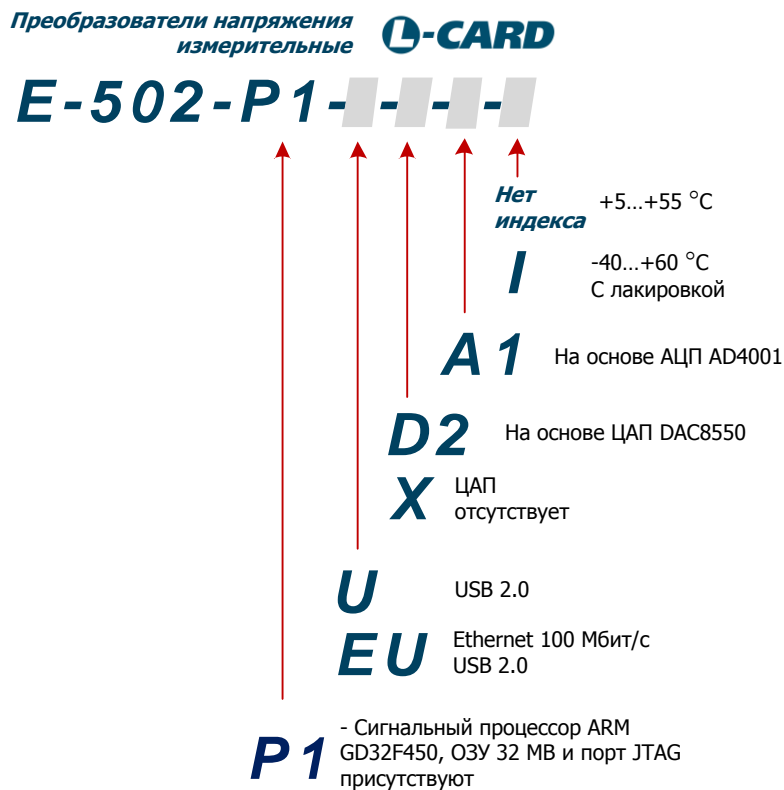 Преобразователи напряжения
измерительные
L-CARD
E-502-P1-
Нет
индекса
+5...+55 °C
I
-40...+60 °C
С лакировкой
A1
На основе АЦП AD4001
D2
На основе ЦАП DAC8550
X
ЦАП
отсутствует
U
USB 2.0
EU
Ethernet 100 Мбит/с
USB 2.0
P1
- Сигнальный процессор ARM
GD32F450, ОЗУ 32 MB и порт JTAG
присутствуют